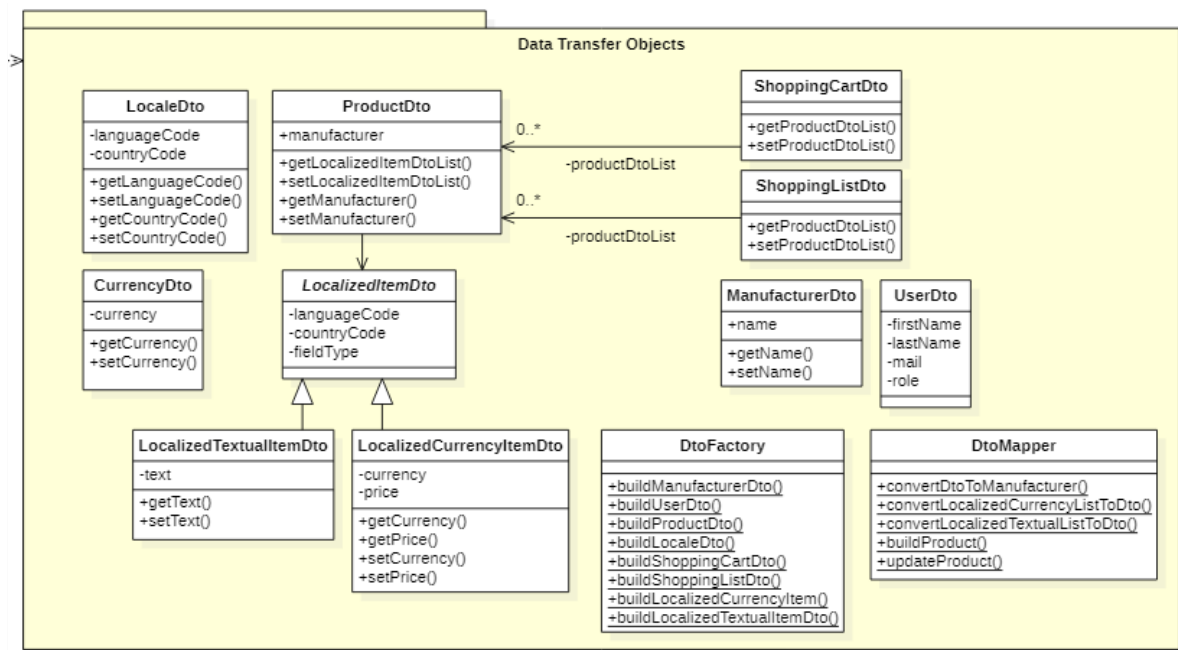 Data Transfer Objects
LocaleDto
-languageCode
-countryCode
+getLanguageCode()
+setLanguageCode()
+getCountryCode()
+setCountryCode()
ProductDto
+manufacturer
+getLocalizedItemDtoList()
+setLocalizedItemDtoList()
+getManufacturer()
+setManufacturer()
0..*
-productDtoList
0..*
-productDtoList
ShoppingCartDto
+getProductDtoList()
+setProductDtoList()
ShoppingListDto
+getProductDtoList()
+setProductDtoList()
CurrencyDto
-currency
+getCurrency()
+setCurrency()
LocalizedItemDto
-languageCode
-countryCode
-fieldType
ManufacturerDto
+name
+getName()
+setName()
UserDto
-firstName
-lastName
-mail
-role
LocalizedTextualItemDto
-text
+getText()
+setText()
LocalizedCurrencyItemDto
-currency
-price
+getCurrency()
+getPrice()
+setCurrency()
+setPrice()
DtoFactory
+buildManufacturerDto()
+buildUserDto()
+buildProductDto()
+buildLocaleDto()
+buildShoppingCartDto()
+buildShoppingListDto()
+buildLocalizedCurrencyItem()
+buildLocalizedTextualItemDto()
DtoMapper
+convertDtoToManufacturer()
+convertLocalizedCurrencyListToDto()
+convertLocalizedTextualListToDto()
+buildProduct()
+updateProduct()